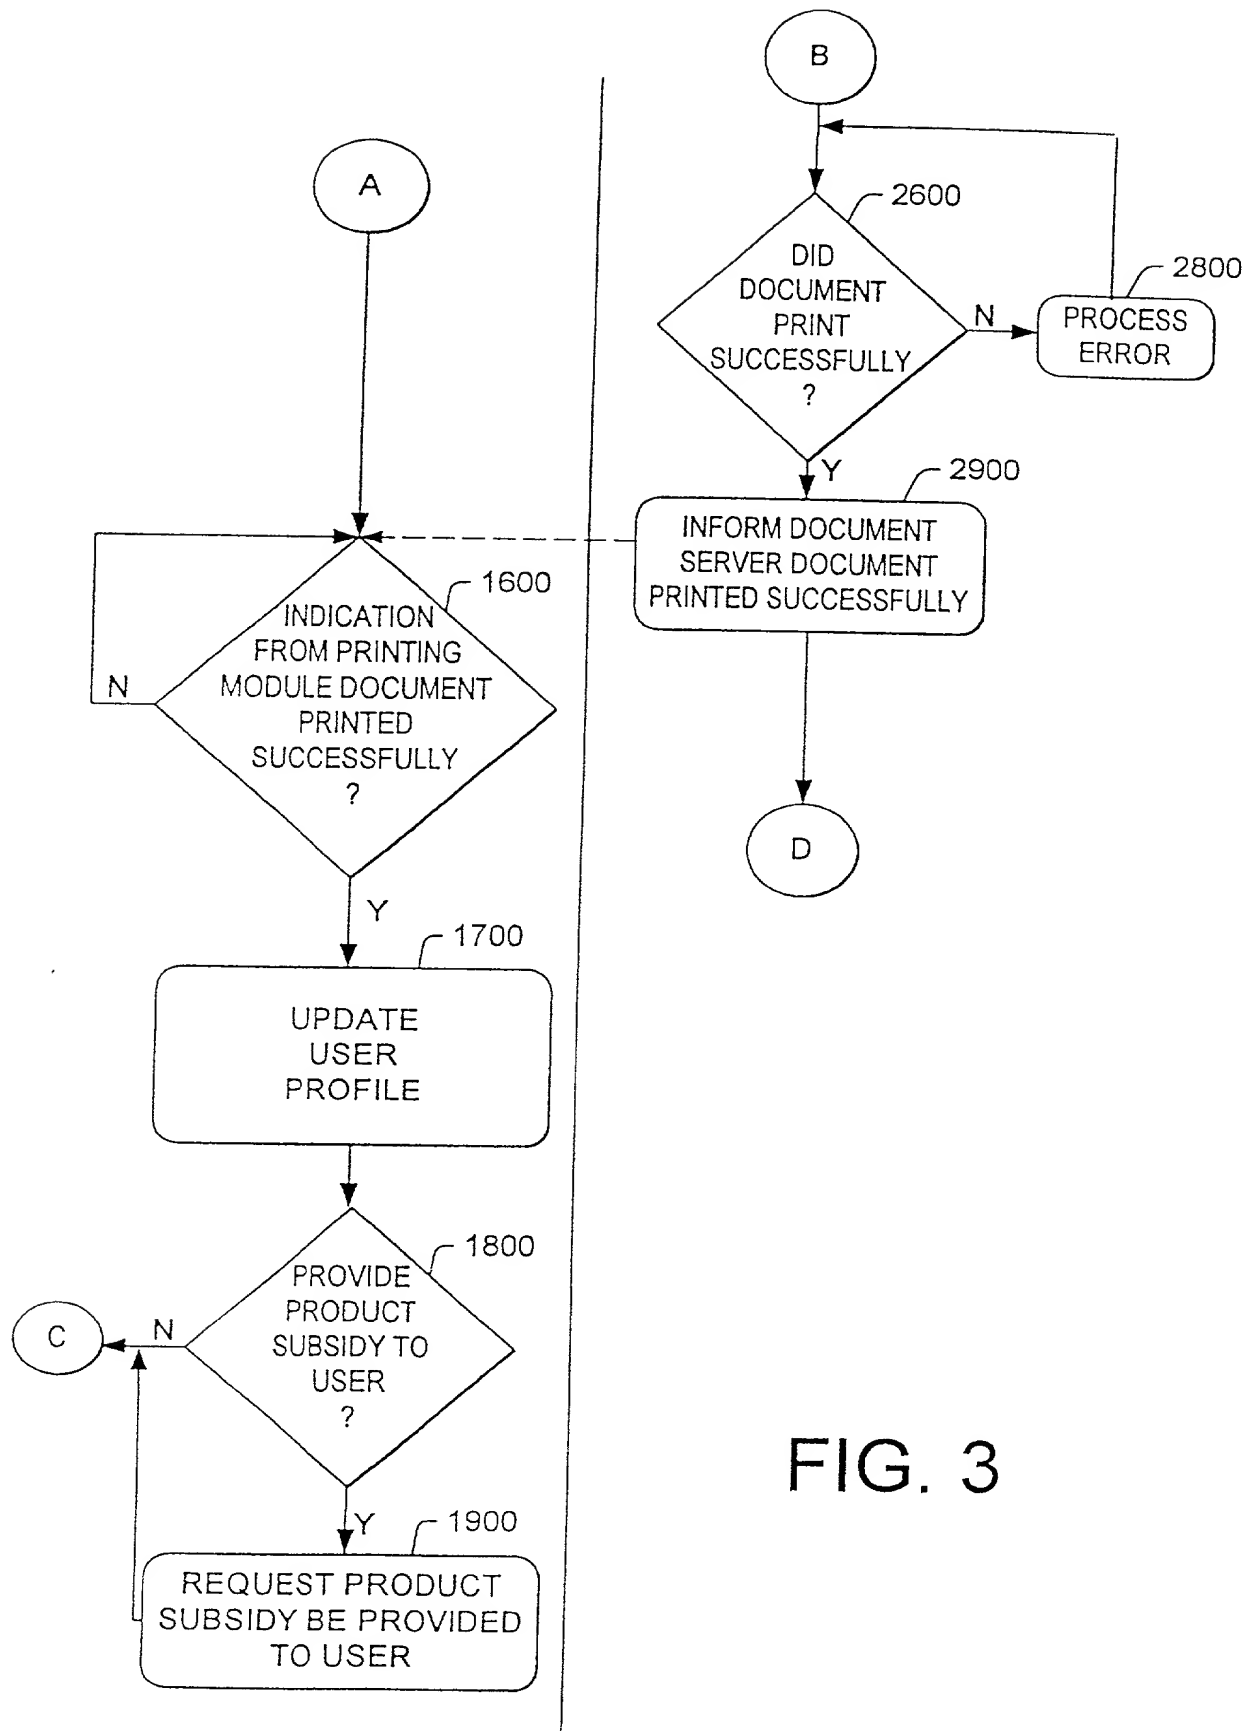 B
A
2600
DID
DOCUMENT
PRINT
SUCCESSFULLY
?
N
2800
PROCESS
ERROR
Y
2900
INFORM DOCUMENT
SERVER DOCUMENT
PRINTED SUCCESSFULLY
D
1600
INDICATION
FROM PRINTING
MODULE DOCUMENT
PRINTED
SUCCESSFULLY
?
N
Y
1700
UPDATE
USER
PROFILE
1800
PROVIDE
PRODUCT
SUBSIDY TO
USER
?
N
C
Y
1900
REQUEST PRODUCT
SUBSIDY BE PROVIDED
TO USER
FIG. 3